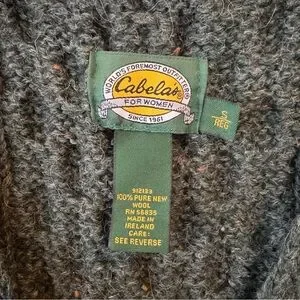 WORLD'S FOREMOST OUTFITTER
Cabela's
FOR WOMEN
SINCE 1961
S
REG
912133
100% PURE NEW
WOOL
RN 56835
MADE IN
IRELAND
CARE:
SEE REVERSE